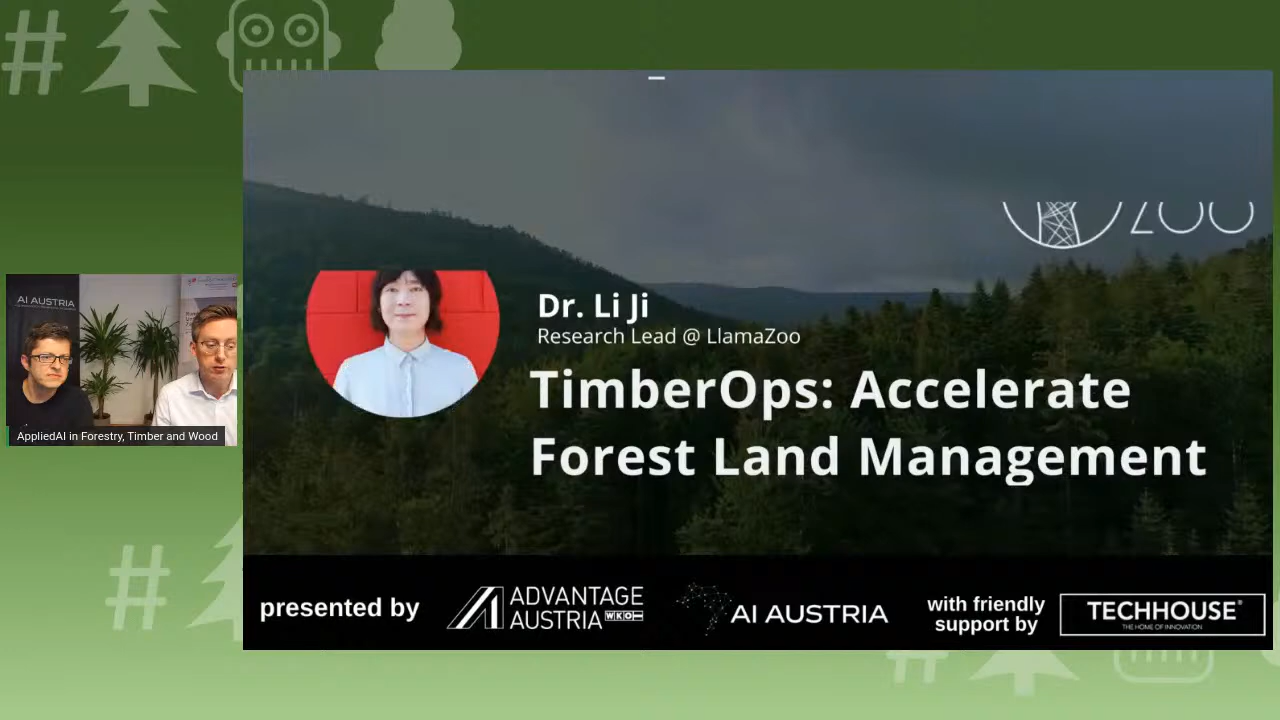 ZOO
Dr. Li Ji
Research Lead @ LlamaZoo
TimberOps: Accelerate
Forest Land Management
AI AUSTRIA
AppliedAI in Forestry, Timber and Wood
presented by
ADVANTAGE
AUSTRIA WKO
AI AUSTRIA
with friendly
support by
TECHHOUSE®
THE HOME OF INNOVATION